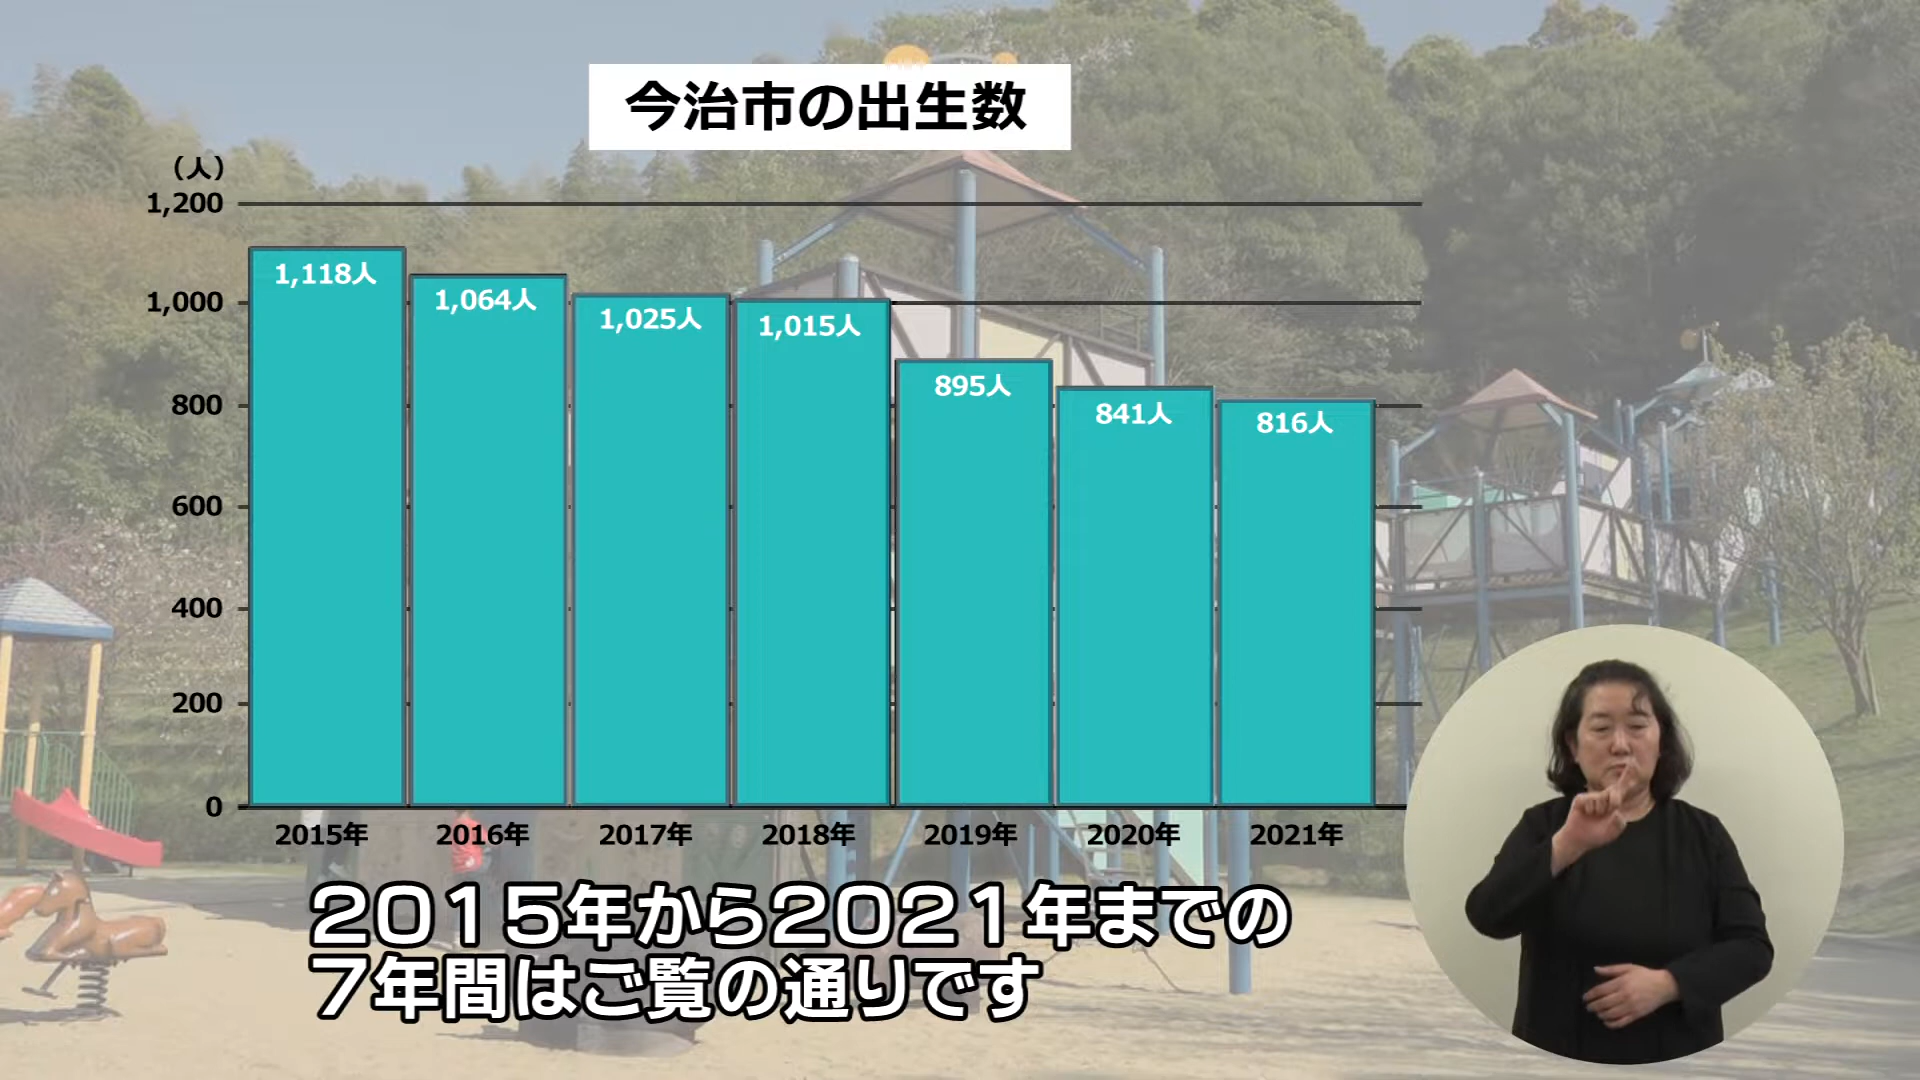 今治市の出生数
（人）
1,200
1,000
800
600
400
200
0
1,118人
1,064人
1,025人
1,015人
895人
841人
816人
2015年
2016年
2017年
2018年
2019年
2020年
2021年
２０１５年から２０２１年までの
７年間はご覧の通りです